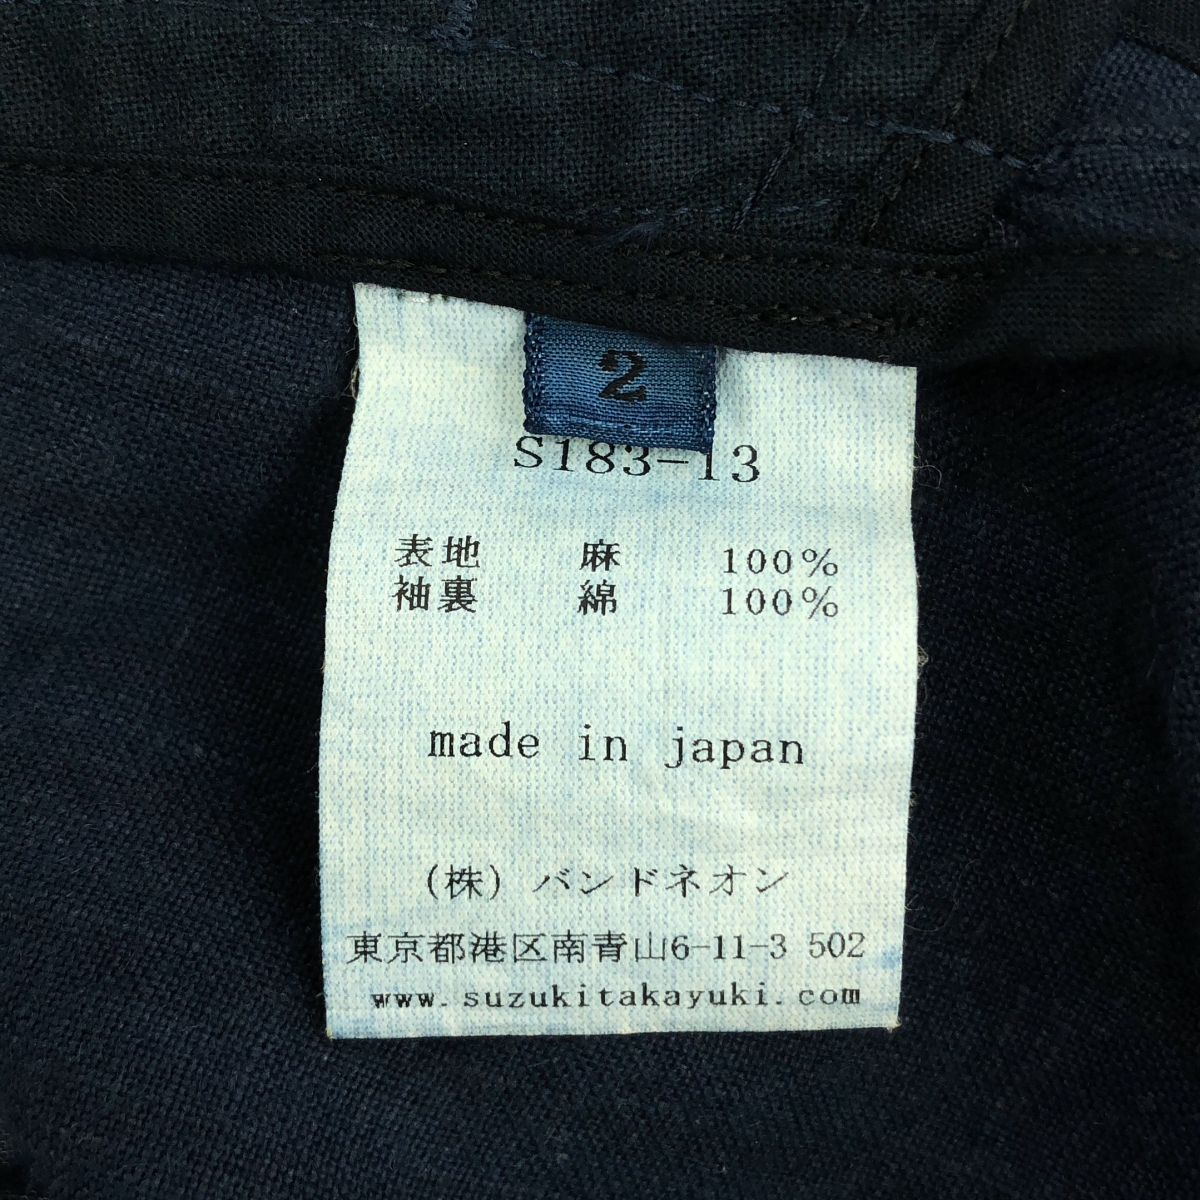 2
S183-13
表地 麻 100%
袖裏 綿 100%
made in japan
(株) バンドネオン
東京都港区南青山6-11-3 502
www.suzukitakayuki.com